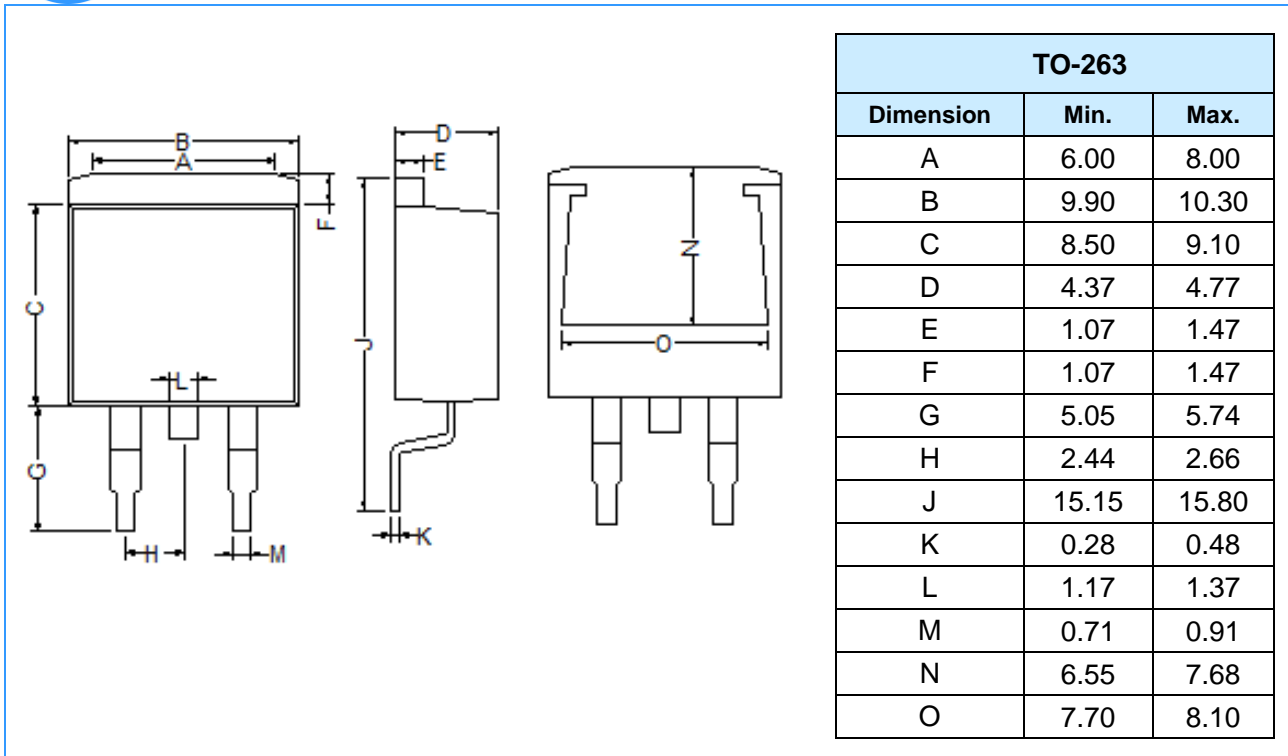 B
A
D
E
F
C
L
J
N
O
G
H
M
K
TO-263
Dimension Min. Max.
A 6.00 8.00
B 9.90 10.30
C 8.50 9.10
D 4.37 4.77
E 1.07 1.47
F 1.07 1.47
G 5.05 5.74
H 2.44 2.66
J 15.15 15.80
K 0.28 0.48
L 1.17 1.37
M 0.71 0.91
N 6.55 7.68
O 7.70 8.10